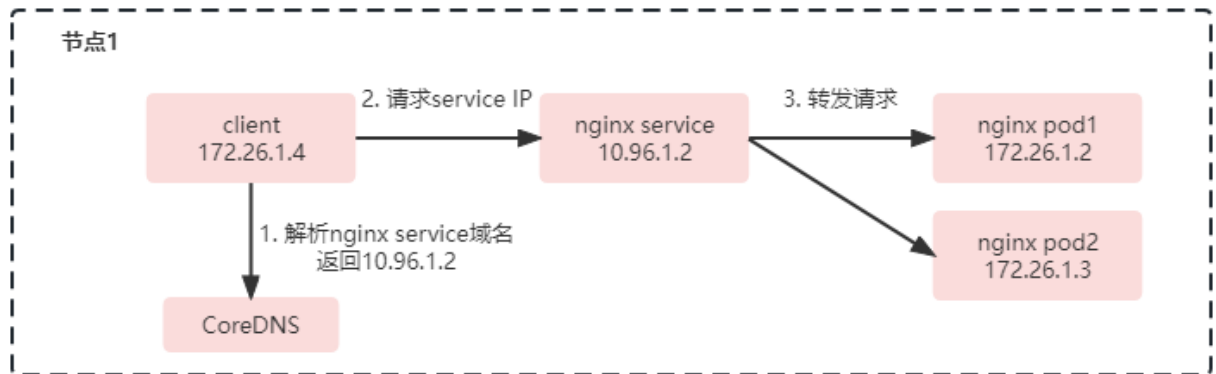 节点1
client
172.26.1.4
2. 请求service IP
nginx service
10.96.1.2
3. 转发请求
nginx pod1
172.26.1.2
1. 解析nginx service域名
返回10.96.1.2
nginx pod2
172.26.1.3
CoreDNS